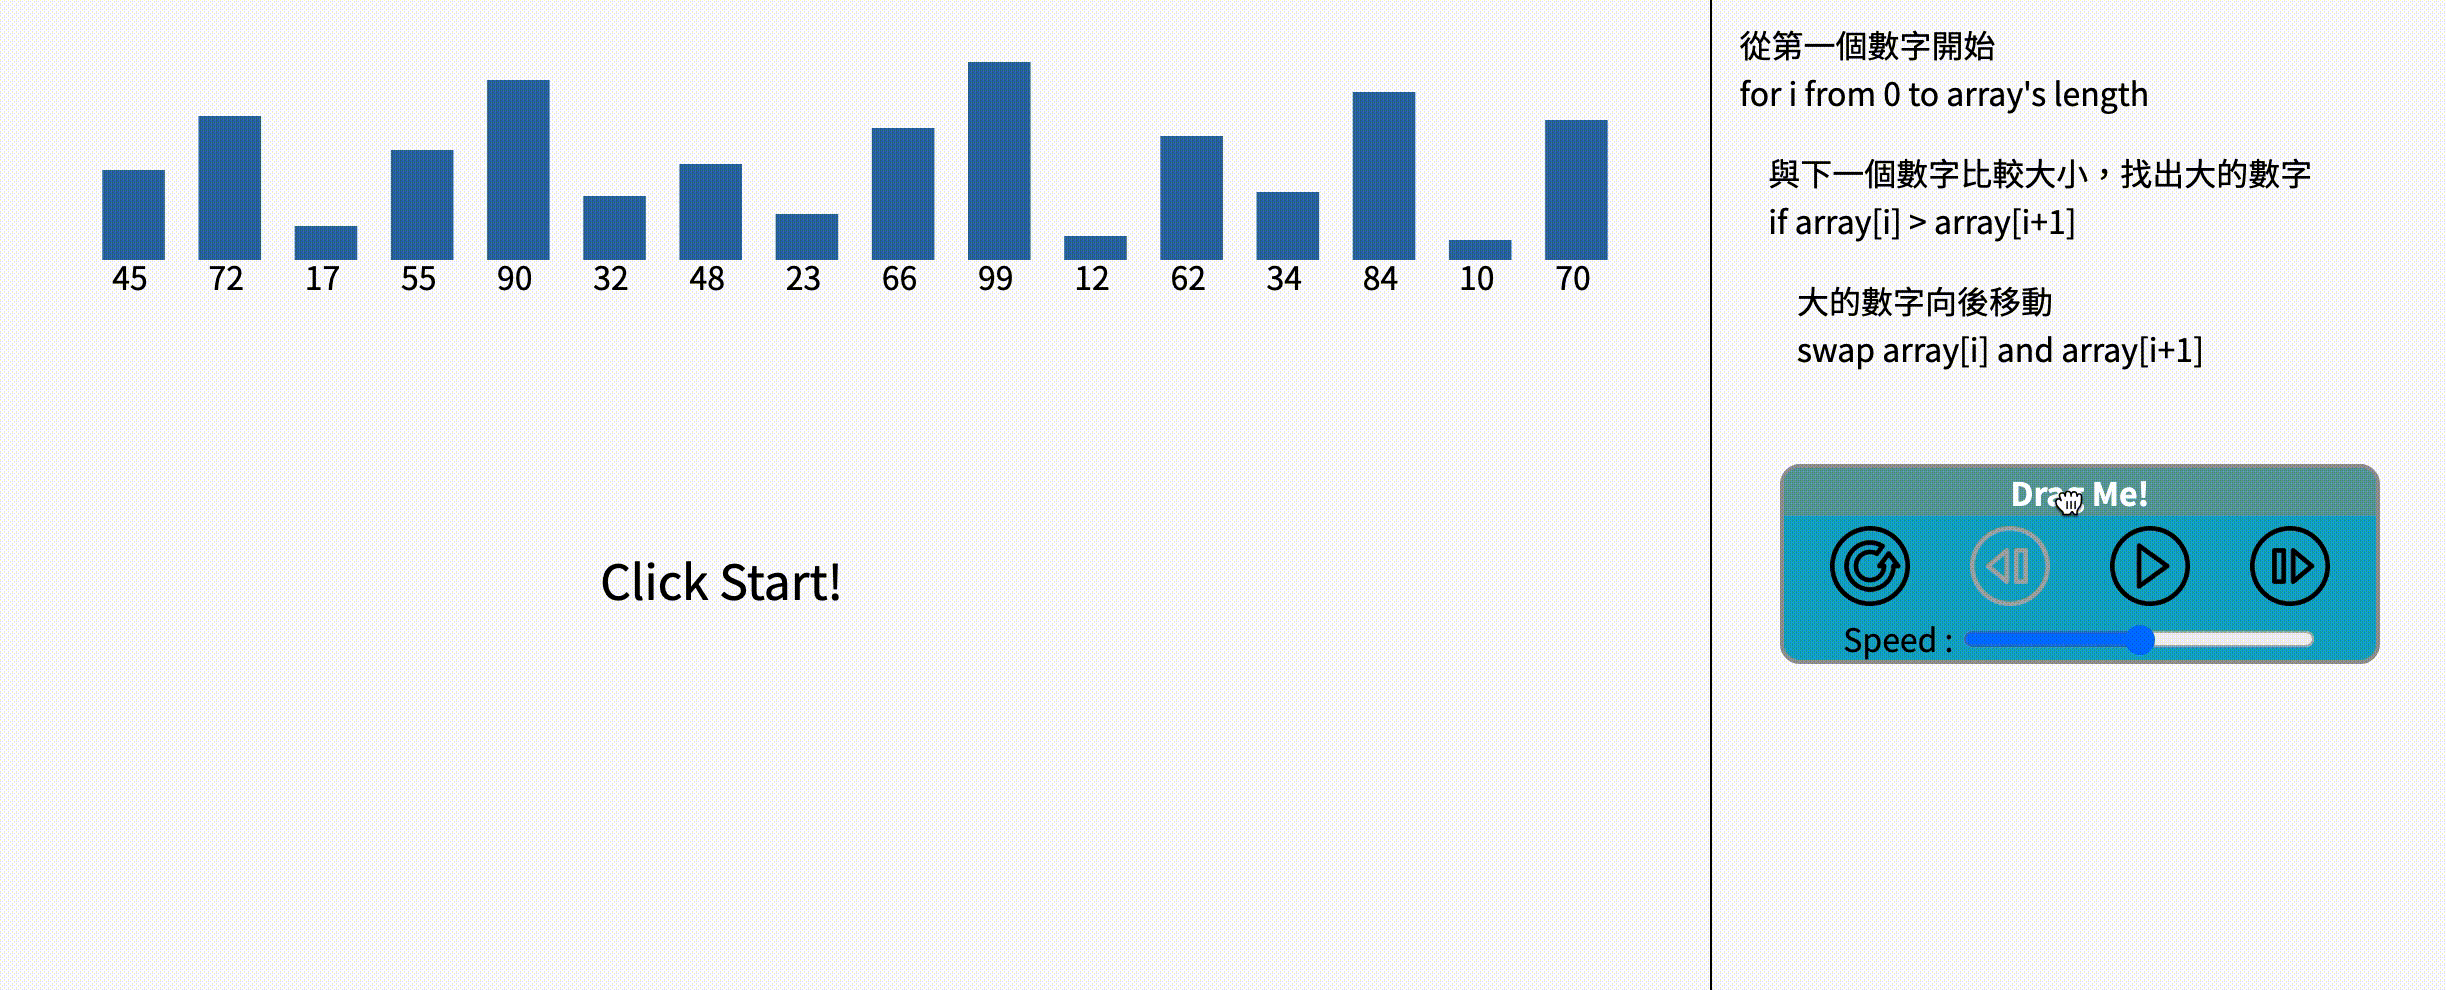 45 72 17 55 90 32 48 23 66 99 12 62 34 84 10 70
Click Start!
從第一個數字開始
for i from 0 to array's length
與下一個數字比較大小，找出大的數字
if array[i] > array[i+1]
大的數字向後移動
swap array[i] and array[i+1]
Drag Me!
Speed :